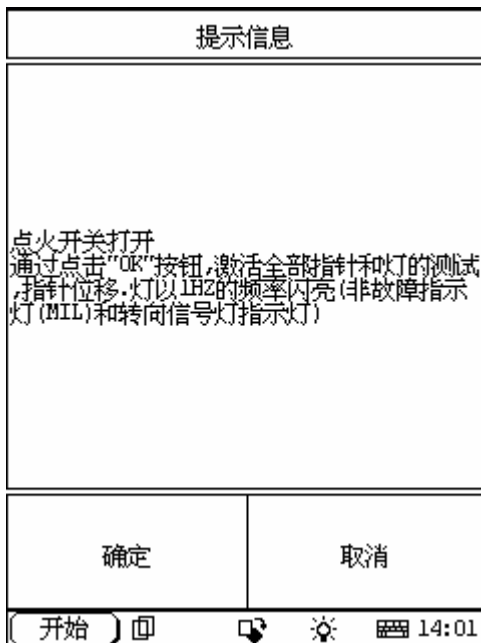 提示信息
点火开关打开
通过点击"OK"按钮,激活全部指针和灯的测试
,指针位移.灯以1HZ的频率闪亮(非故障指示
灯(MIL)和转向信号灯指示灯)
确定
取消
开始
14:01